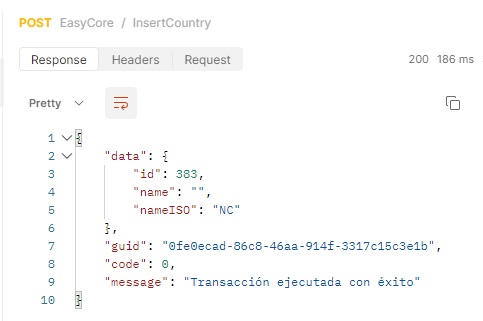 POST EasyCore / InsertCountry
Response Headers Request 200 186 ms
Pretty
1 {
2 "data": {
3 "id": 383,
4 "name": "",
5 "nameISO": "NC"
6 },
7 "guid": "0fe0ecad-86c8-46aa-914f-3317c15c3e1b",
8 "code": 0,
9 "message": "Transacción ejecutada con éxito"
10 }